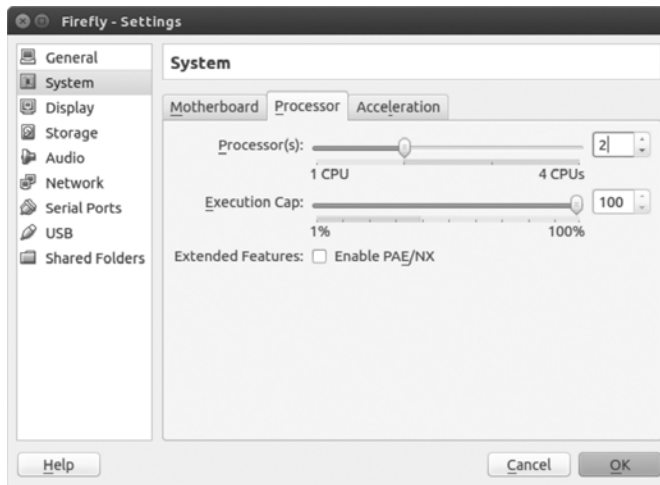 Firefly - Settings
General
System
Display
Storage
Audio
Network
Serial Ports
USB
Shared Folders
System
Motherboard Processor Acceleration
Processor(s): 2
1 CPU 4 CPUs
Execution Cap: 100
1% 100%
Extended Features: Enable PAE/NX
Help Cancel OK